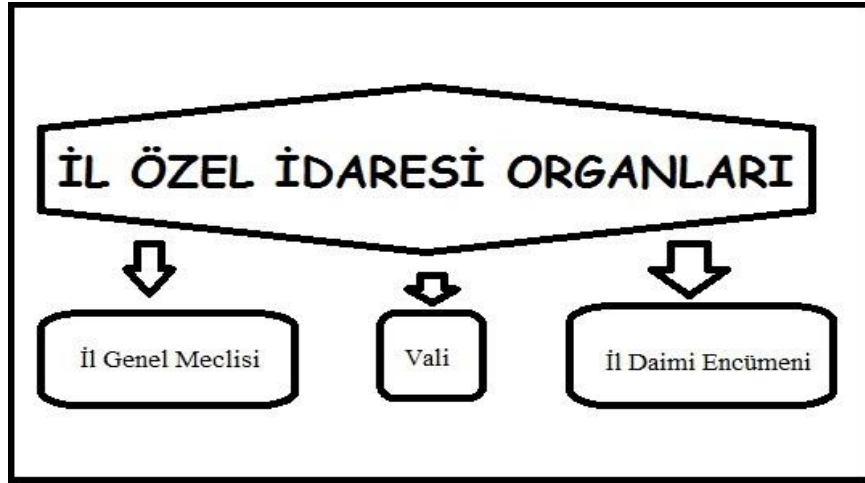 İL ÖZEL İDARESİ ORGANLARI
İl Genel Meclisi
Vali
İl Daimi Encümeni